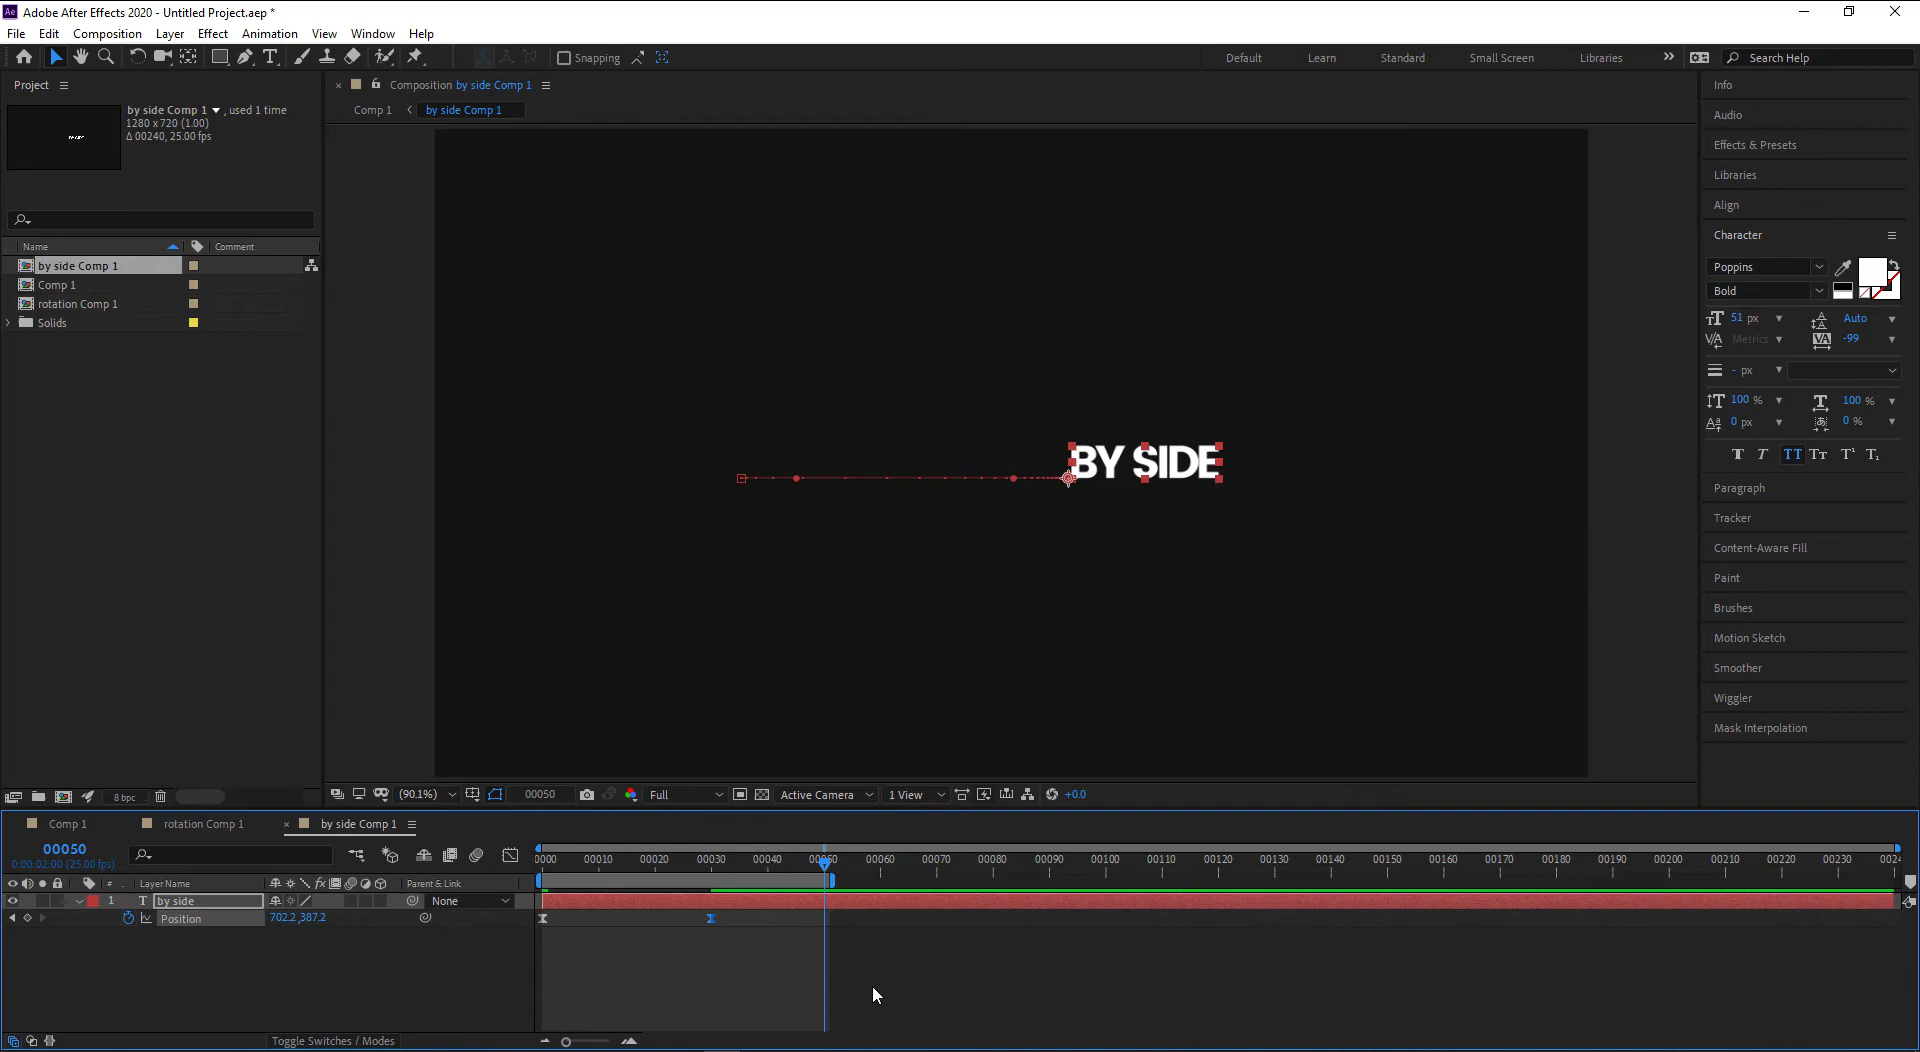 Ae Adobe After Effects 2020 - Untitled Project.aep *
File Edit Composition Layer Effect Animation View Window Help
Snapping
Default Learn Standard Small Screen Libraries
Search Help
Project
by side Comp 1 , used 1 time
1280 x 720 (1.00)
Δ 00240, 25.00 fps
Name Comment
by side Comp 1
Comp 1
rotation Comp 1
Solids
8 bpc
Composition by side Comp 1
Comp 1 by side Comp 1
BY SIDE
(90.1%) 00050 Full Active Camera 1 View +0.0
Info
Audio
Effects & Presets
Libraries
Align
Character
Poppins
Bold
51 px Auto
Metrics -99
- px
100 % 100 %
0 px 0 %
Paragraph
Tracker
Content-Aware Fill
Paint
Brushes
Motion Sketch
Smoother
Wiggler
Mask Interpolation
Comp 1 rotation Comp 1 by side Comp 1
00050
0:00:02:00 (25.00 fps)
0000 00010 00020 00030 00040 00050 00060 00070 00080 00090 00100 00110 00120 00130 00140 00150 00160 00170 00180 00190 00200 00210 00220 00230 0024
# Layer Name Parent & Link
1 T by side None
Position 702.2,387.2
Toggle Switches / Modes